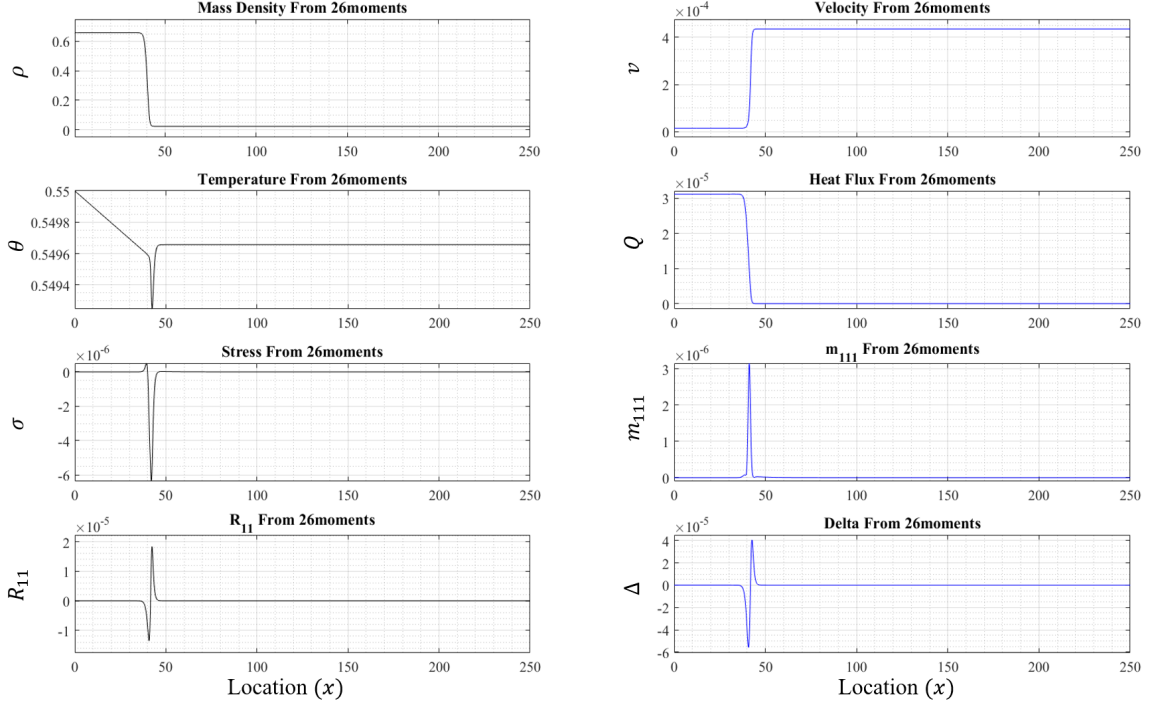 Mass Density From 26moments
ρ
0.6
0.4
0.2
0
50 100 150 200 250
Velocity From 26moments
×10⁻⁴
v
4
2
0
0 50 100 150 200 250
Temperature From 26moments
θ
0.55
0.5498
0.5496
0.5494
0 50 100 150 200 250
Heat Flux From 26moments
×10⁻⁵
Q
3
2
1
0
0 50 100 150 200 250
Stress From 26moments
×10⁻⁶
σ
0
-2
-4
-6
0 50 100 150 200 250
m₁₁₁ From 26moments
×10⁻⁶
m₁₁₁
3
2
1
0
0 50 100 150 200 250
R₁₁ From 26moments
×10⁻⁵
R₁₁
2
1
0
-1
0 50 100 150 200 250
Location (x)
Delta From 26moments
×10⁻⁵
Δ
4
2
0
-2
-4
-6
0 50 100 150 200 250
Location (x)